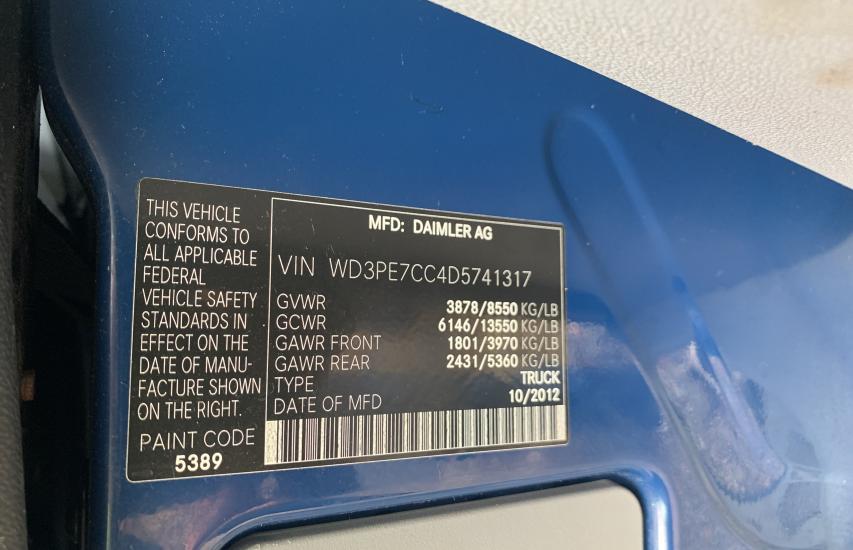 THIS VEHICLE
CONFORMS TO
ALL APPLICABLE
FEDERAL
VEHICLE SAFETY
STANDARDS IN
EFFECT ON THE
DATE OF MANU-
FACTURE SHOWN
ON THE RIGHT.
PAINT CODE
5389
MFD: DAIMLER AG
VIN WD3PE7CC4D5741317
GVWR 3878/8550 KG/LB
GCWR 6146/13550 KG/LB
GAWR FRONT 1801/3970 KG/LB
GAWR REAR 2431/5360 KG/LB
TYPE TRUCK
DATE OF MFD 10/2012